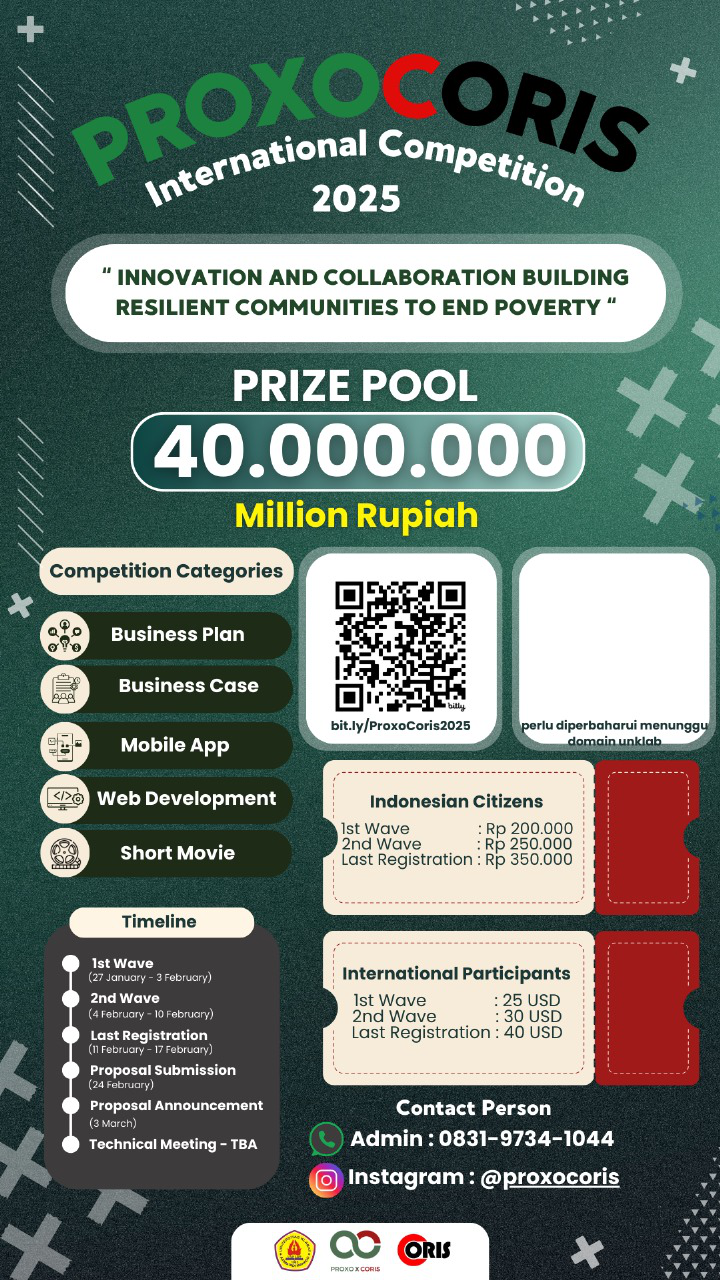 PROXOCORIS
International Competition
2025
“ INNOVATION AND COLLABORATION BUILDING
RESILIENT COMMUNITIES TO END POVERTY “
PRIZE POOL
40.000.000
Million Rupiah
Competition Categories
Business Plan
Business Case
Mobile App
Web Development
Short Movie
bitly
bit.ly/ProxoCoris2025
perlu diperbaharui menunggu
domain unklab
Indonesian Citizens
1st Wave : Rp 200.000
2nd Wave : Rp 250.000
Last Registration : Rp 350.000
International Participants
1st Wave : 25 USD
2nd Wave : 30 USD
Last Registration : 40 USD
Timeline
1st Wave
(27 January - 3 February)
2nd Wave
(4 February - 10 February)
Last Registration
(11 February - 17 February)
Proposal Submission
(24 February)
Proposal Announcement
(3 March)
Technical Meeting - TBA
Contact Person
Admin : 0831-9734-1044
Instagram : @proxocoris
PROXO X CORIS
CORIS